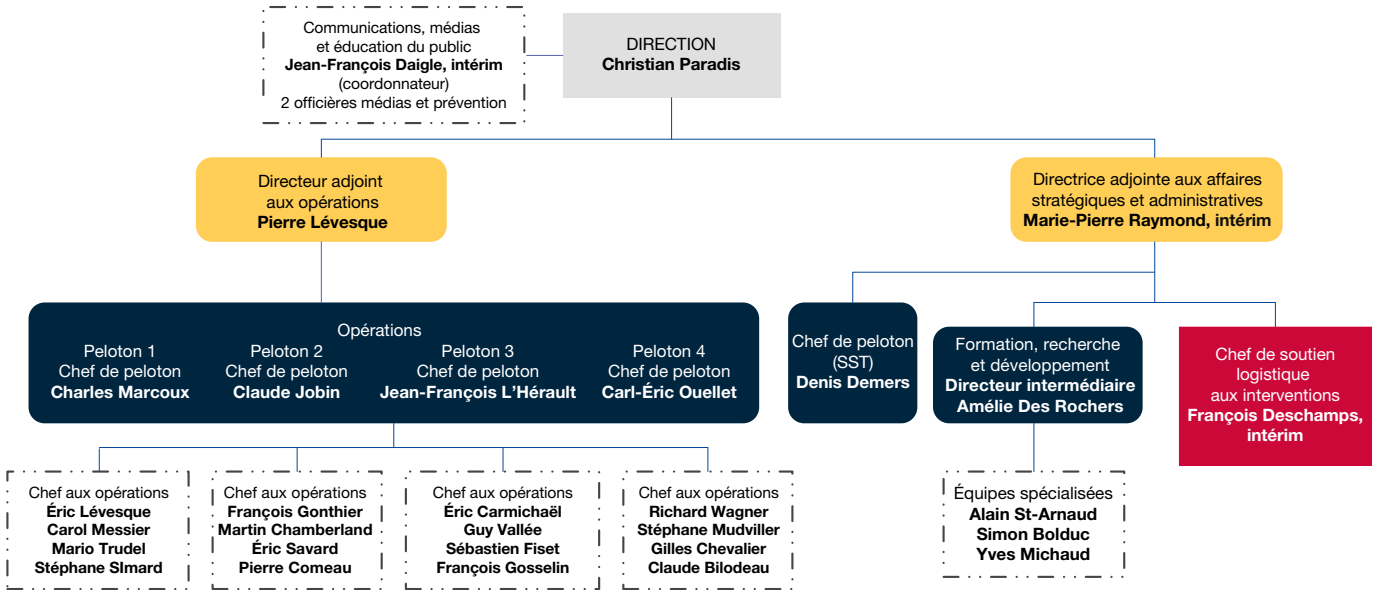 Communications, médias
et éducation du public
Jean-François Daigle, intérim
(coordonnateur)
2 officières médias et prévention
DIRECTION
Christian Paradis
Directeur adjoint
aux opérations
Pierre Lévesque
Directrice adjointe aux affaires
stratégiques et administratives
Marie-Pierre Raymond, intérim
Opérations
Peloton 1
Chef de peloton
Charles Marcoux
Peloton 2
Chef de peloton
Claude Jobin
Peloton 3
Chef de peloton
Jean-François L’Hérault
Peloton 4
Chef de peloton
Carl-Éric Ouellet
Chef de peloton
(SST)
Denis Demers
Formation, recherche
et développement
Directeur intermédiaire
Amélie Des Rochers
Chef de soutien
logistique
aux interventions
François Deschamps,
intérim
Chef aux opérations
Éric Lévesque
Carol Messier
Mario Trudel
Stéphane SImard
Chef aux opérations
François Gonthier
Martin Chamberland
Éric Savard
Pierre Comeau
Chef aux opérations
Éric Carmichaël
Guy Vallée
Sébastien Fiset
François Gosselin
Chef aux opérations
Richard Wagner
Stéphane Mudviller
Gilles Chevalier
Claude Bilodeau
Équipes spécialisées
Alain St-Arnaud
Simon Bolduc
Yves Michaud